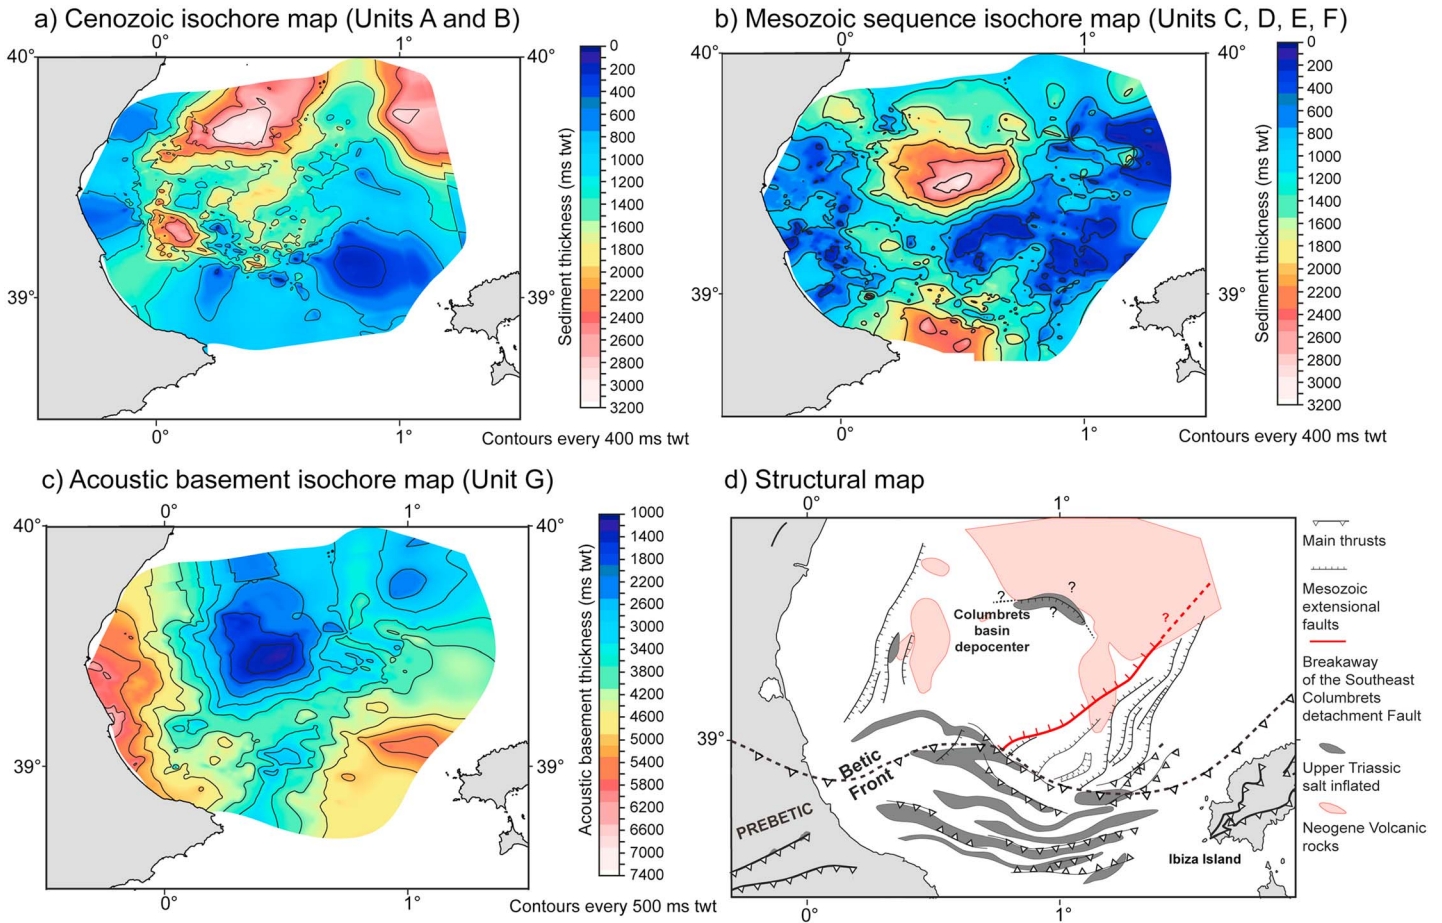 a) Cenozoic isochore map (Units A and B)
0°
1°
40°
40°
39°
39°
0°
1°
0
200
400
600
800
1000
1200
1400
1600
1800
2000
2200
2400
2600
2800
3000
3200
Sediment thickness (ms twt)
Contours every 400 ms twt
b) Mesozoic sequence isochore map (Units C, D, E, F)
0°
1°
40°
40°
39°
39°
0°
1°
0
200
400
600
800
1000
1200
1400
1600
1800
2000
2200
2400
2600
2800
3000
3200
Sediment thickness (ms twt)
Contours every 400 ms twt
c) Acoustic basement isochore map (Unit G)
0°
1°
40°
39°
39°
0°
1°
1000
1400
1800
2200
2600
3000
3400
3800
4200
4600
5000
5400
5800
6200
6600
7000
7400
Acoustic basement thickness (ms twt)
Contours every 500 ms twt
d) Structural map
0°
1°
40°
39°
39°
0°
1°
?
?
?
?
Columbrets
basin
depocenter
Betic
Front
PREBETIC
Ibiza Island
Main thrusts
Mesozoic
extensional
faults
Breakaway
of the Southeast
Columbrets
detachment Fault
Upper Triassic
salt inflated
Neogene Volcanic
rocks